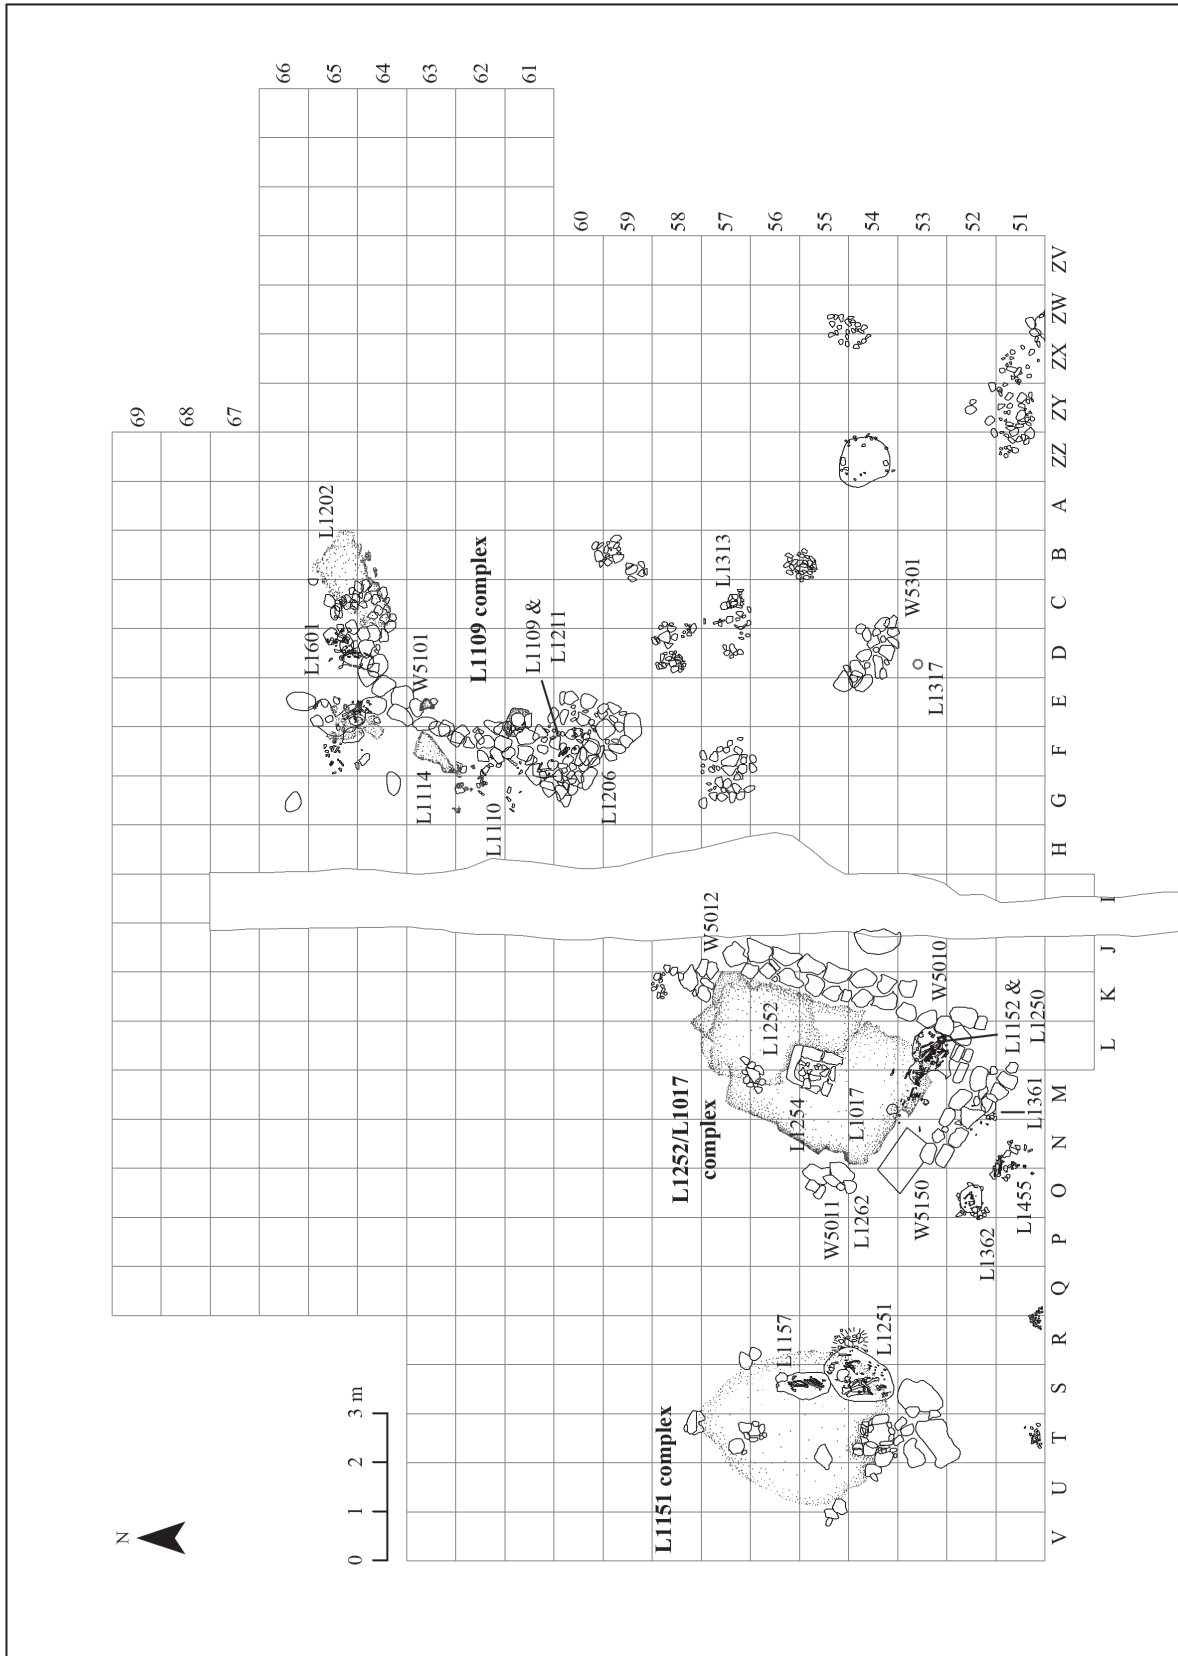 N
0 1 2 3 m
69
68
67
66
65
64
63
62
61
60
59
58
57
56
55
54
53
52
51
V U T S R Q P O N M L K J I H G F E D C B A ZZ ZY ZX ZW ZV
L1151 complex
L1157
L1251
L1252/L1017
complex
L1252
L1254
L1017
W5012
W5010
L1152 &
L1250
W5011
L1262
W5150
L1362
L1455
L1361
L1109 complex
L1109 &
L1211
L1202
L1601
W5101
L1114
L1110
L1206
L1313
W5301
L1317